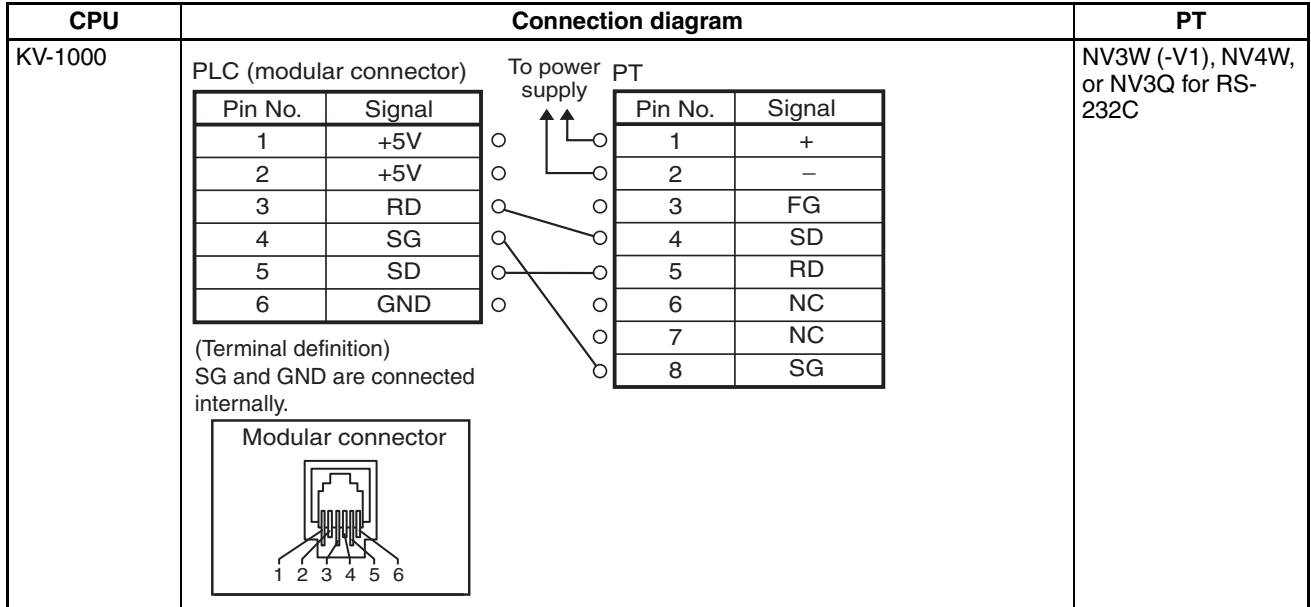 CPU Connection diagram PT
KV-1000
NV3W (-V1), NV4W,
or NV3Q for RS-
232C
PLC (modular connector)
To power
supply
PT
Pin No. Signal
1 +5V
2 +5V
3 RD
4 SG
5 SD
6 GND
Pin No. Signal
1 +
2 –
3 FG
4 SD
5 RD
6 NC
7 NC
8 SG
(Terminal definition)
SG and GND are connected
internally.
Modular connector
1 2 3 4 5 6